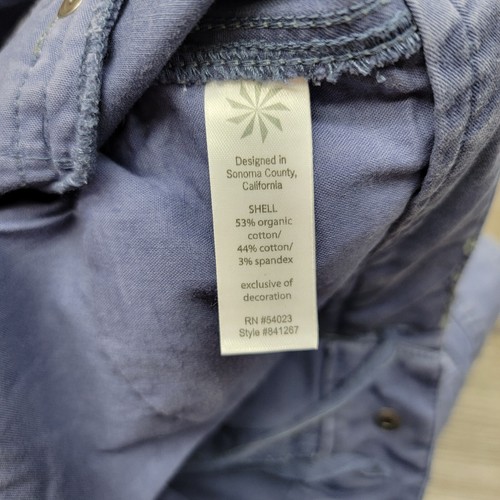 Designed in
Sonoma County,
California
SHELL
53% organic
cotton/
44% cotton/
3% spandex
exclusive of
decoration
RN #54023
Style #841267